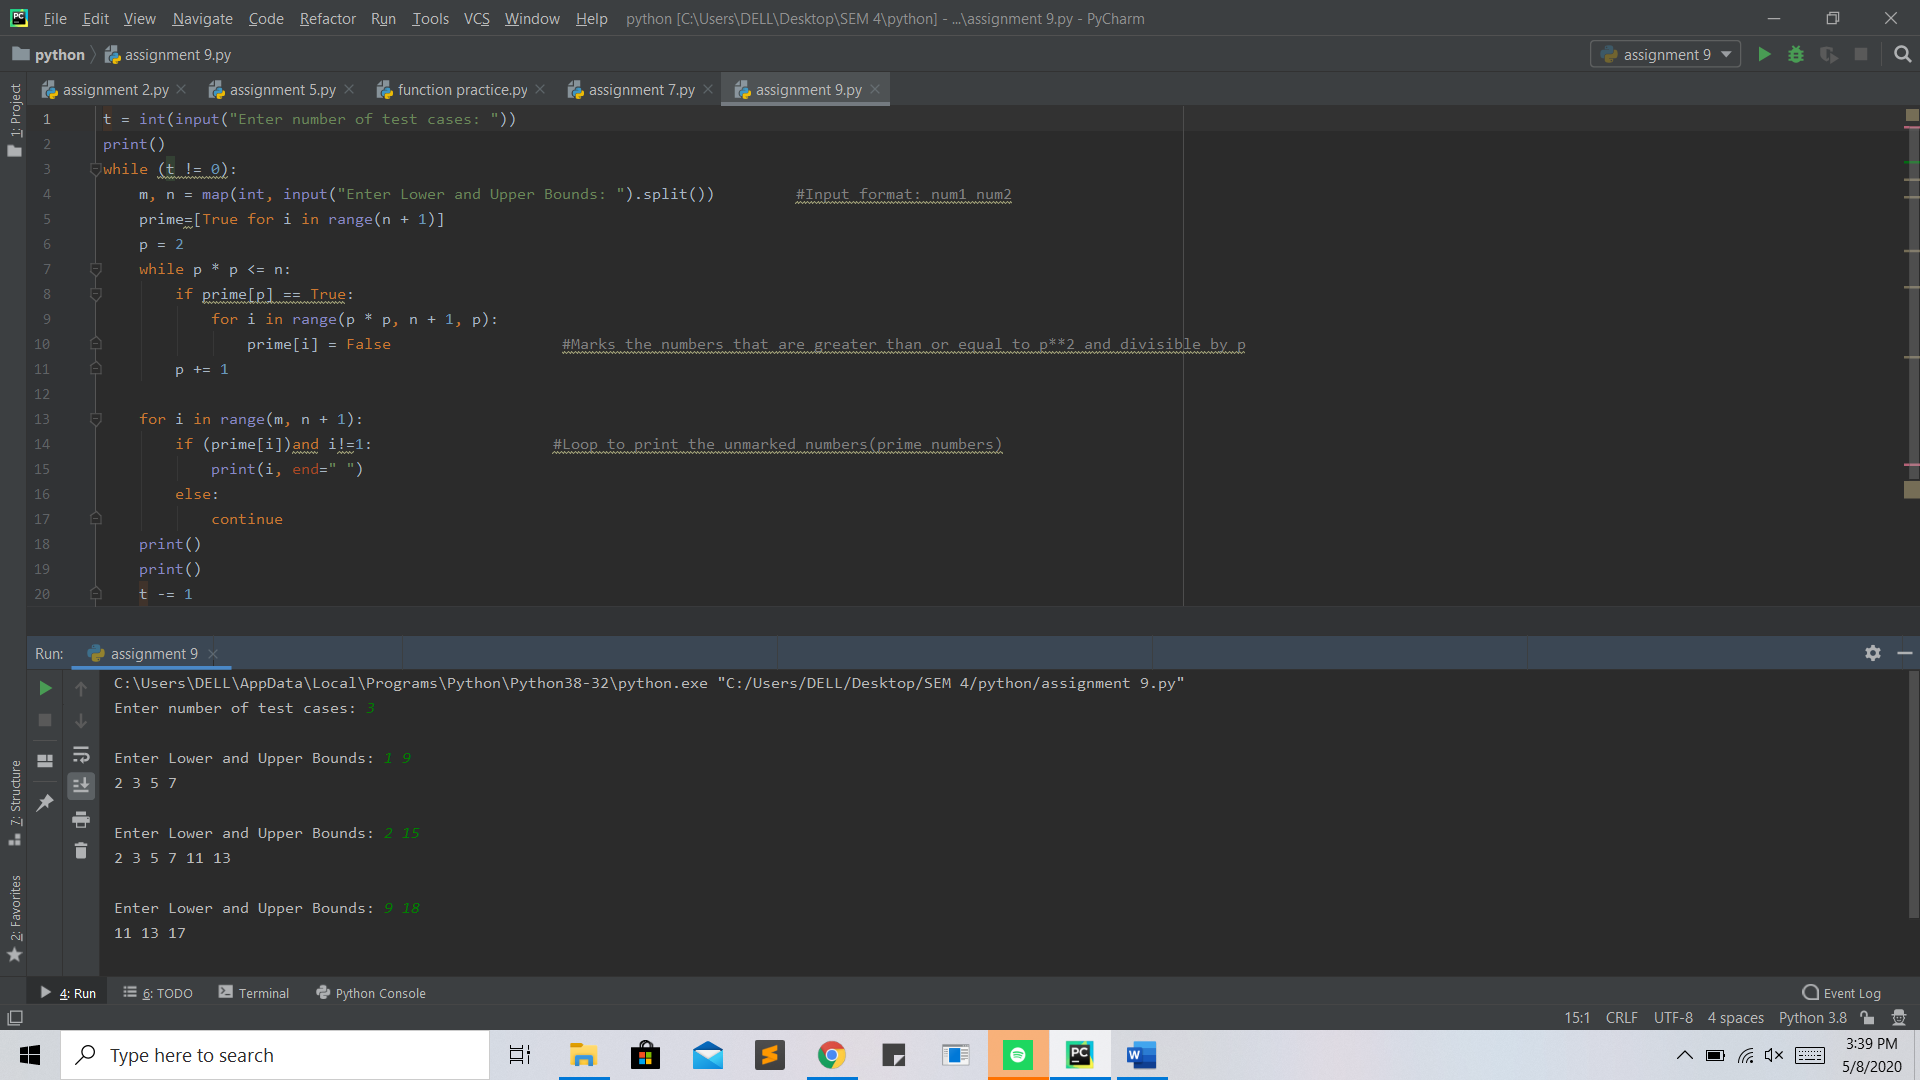 File Edit View Navigate Code Refactor Run Tools VCS Window Help python [C:\Users\DELL\Desktop\SEM 4\python] - ...\assignment 9.py - PyCharm
python assignment 9.py assignment 9
assignment 2.py assignment 5.py function practice.py assignment 7.py assignment 9.py
1: Project
1 t = int(input("Enter number of test cases: "))
2 print()
3 while (t != 0):
4     m, n = map(int, input("Enter Lower and Upper Bounds: ").split())         #Input format: num1 num2
5     prime=[True for i in range(n + 1)]
6     p = 2
7     while p * p <= n:
8         if prime[p] == True:
9             for i in range(p * p, n + 1, p):
10                 prime[i] = False                   #Marks the numbers that are greater than or equal to p**2 and divisible by p
11         p += 1
12
13     for i in range(m, n + 1):
14         if (prime[i])and i!=1:                    #Loop to print the unmarked numbers(prime numbers)
15             print(i, end=" ")
16         else:
17             continue
18     print()
19     print()
20     t -= 1
Run: assignment 9
C:\Users\DELL\AppData\Local\Programs\Python\Python38-32\python.exe "C:/Users/DELL/Desktop/SEM 4/python/assignment 9.py"
Enter number of test cases: 3
Enter Lower and Upper Bounds: 1 9
2 3 5 7
Enter Lower and Upper Bounds: 2 15
2 3 5 7 11 13
Enter Lower and Upper Bounds: 9 18
11 13 17
7: Structure
2: Favorites
4: Run 6: TODO Terminal Python Console Event Log
15:1 CRLF UTF-8 4 spaces Python 3.8
Type here to search
PC
W
3:39 PM
5/8/2020